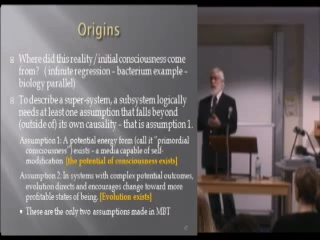 Origins
Where did this reality/initial consciousness come
from? ( infinite regression – bacterium example –
biology parallel)
To describe a super-system, a subsystem logically
needs at least one assumption that falls beyond
(outside of) its own causality – that is assumption 1.
Assumption 1: A potential energy form (call it "primordial
consciousness") exists – a media capable of self-
modification [the potential of consciousness exists]
Assumption 2: In systems with complex potential outcomes,
evolution directs and encourages change toward more
profitable states of being. [Evolution exists]
These are the only two assumptions made in MBT